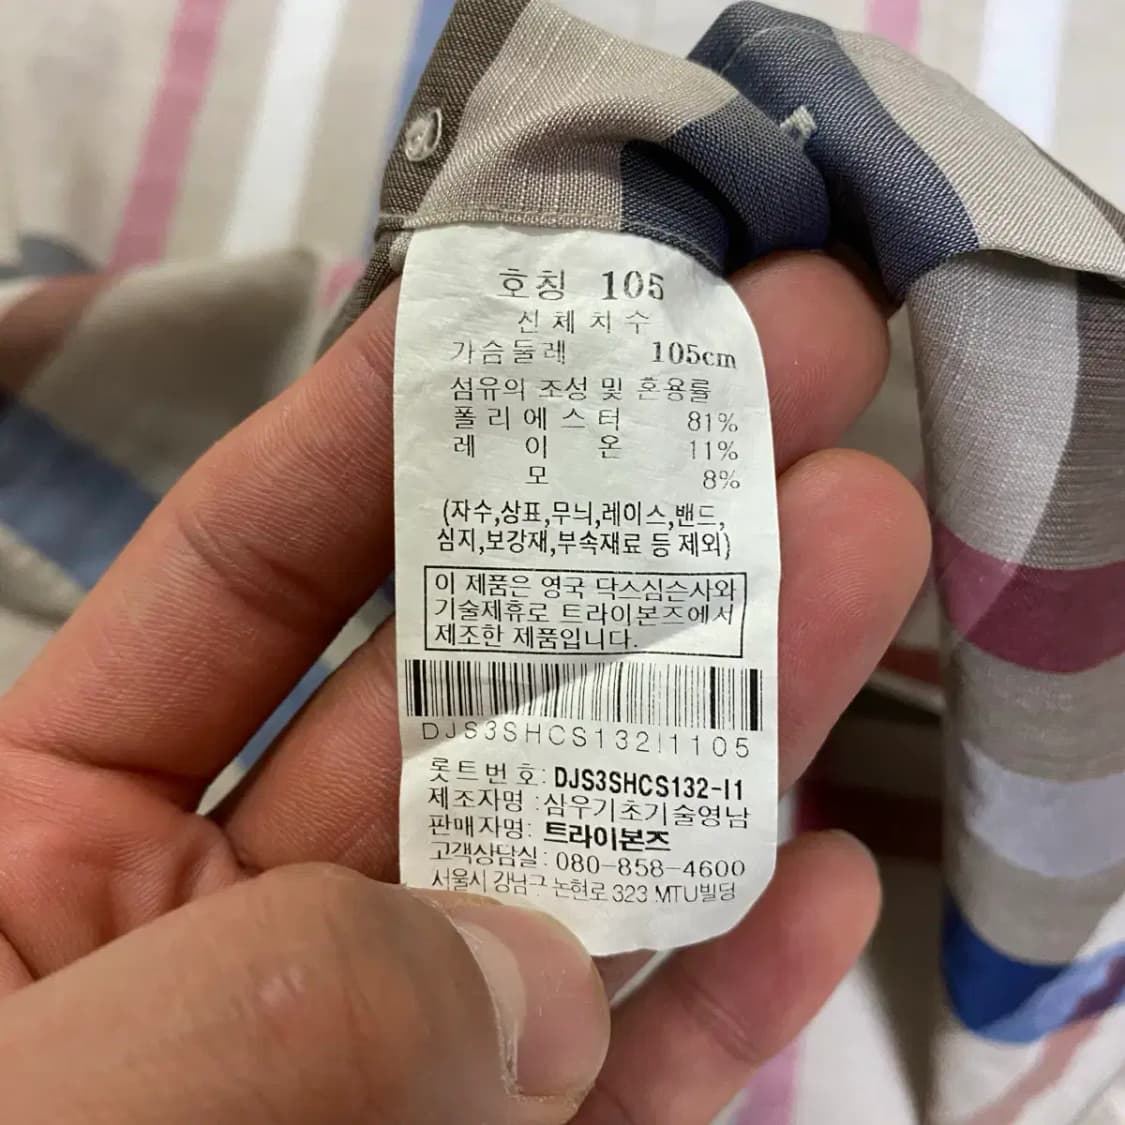 호칭 105
신체치수
가슴둘레 105cm
섬유의 조성 및 혼용률
폴리에스터 81%
레이온 11%
모 8%
(자수,상표,무늬,레이스,밴드,
심지,보강재,부속재료 등 제외)
이 제품은 영국 닥스심슨사와
기술제휴로 트라이본즈에서
제조한 제품입니다.
DJS3SHCS132I1105
롯트번호: DJS3SHCS132-I1
제조자명 :삼우기초기술영남
판매자명: 트라이본즈
고객상담실: 080-858-4600
서울시 강남구 논현로 323 MTU빌딩